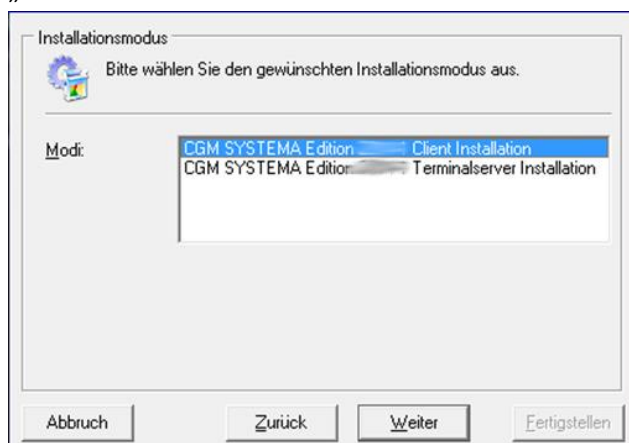 „
Installationsmodus
Bitte wählen Sie den gewünschten Installationsmodus aus.
Modi:
CGM SYSTEMA Edition Client Installation
CGM SYSTEMA Edition Terminalserver Installation
Abbruch
Zurück
Weiter
Fertigstellen